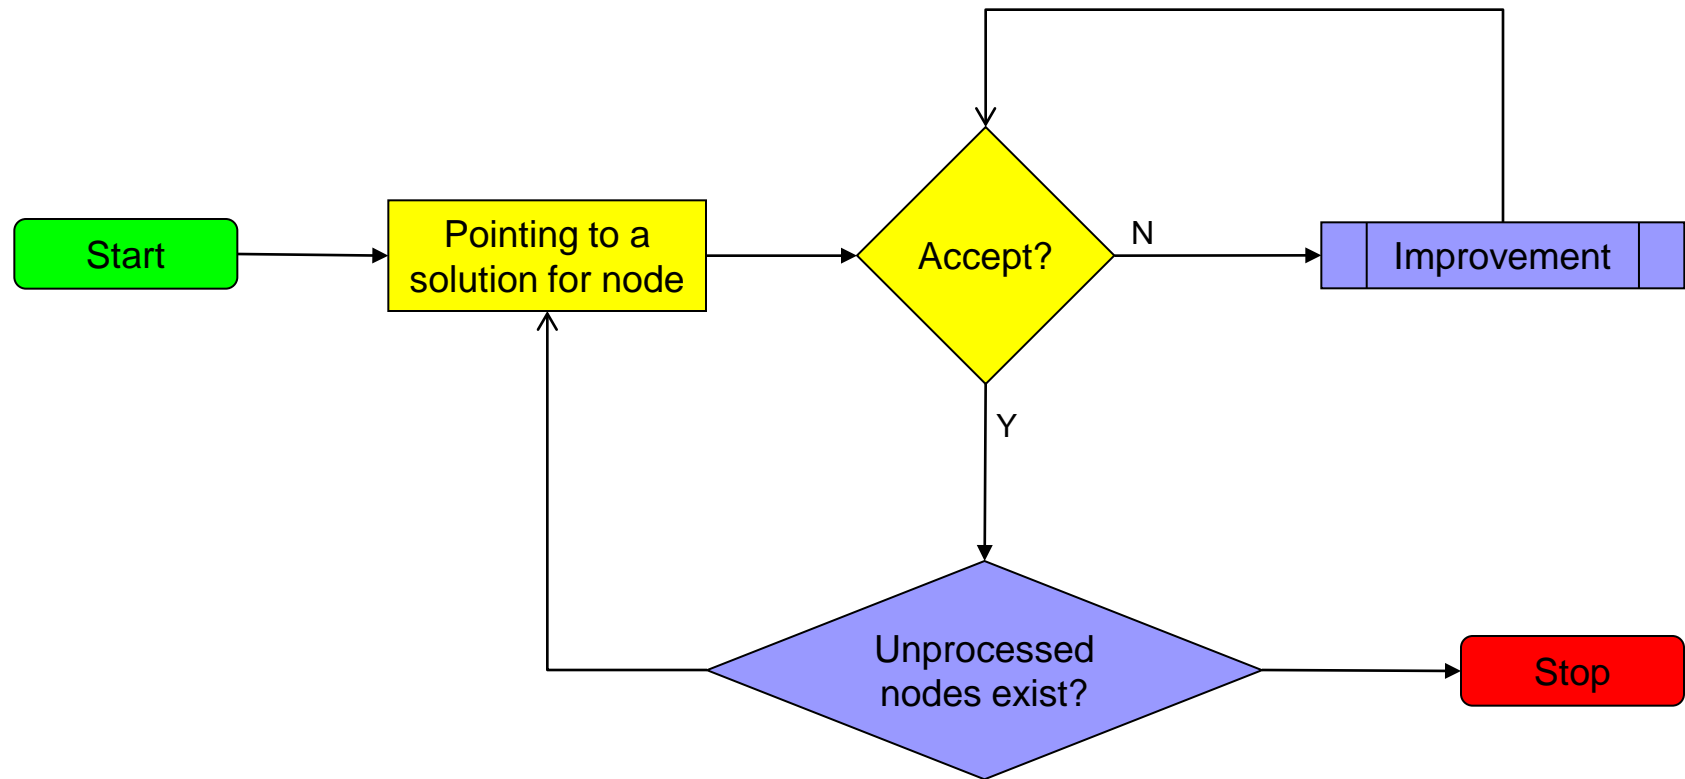 Start
Pointing to a
solution for node
Accept?
N
Improvement
Y
Unprocessed
nodes exist?
Stop